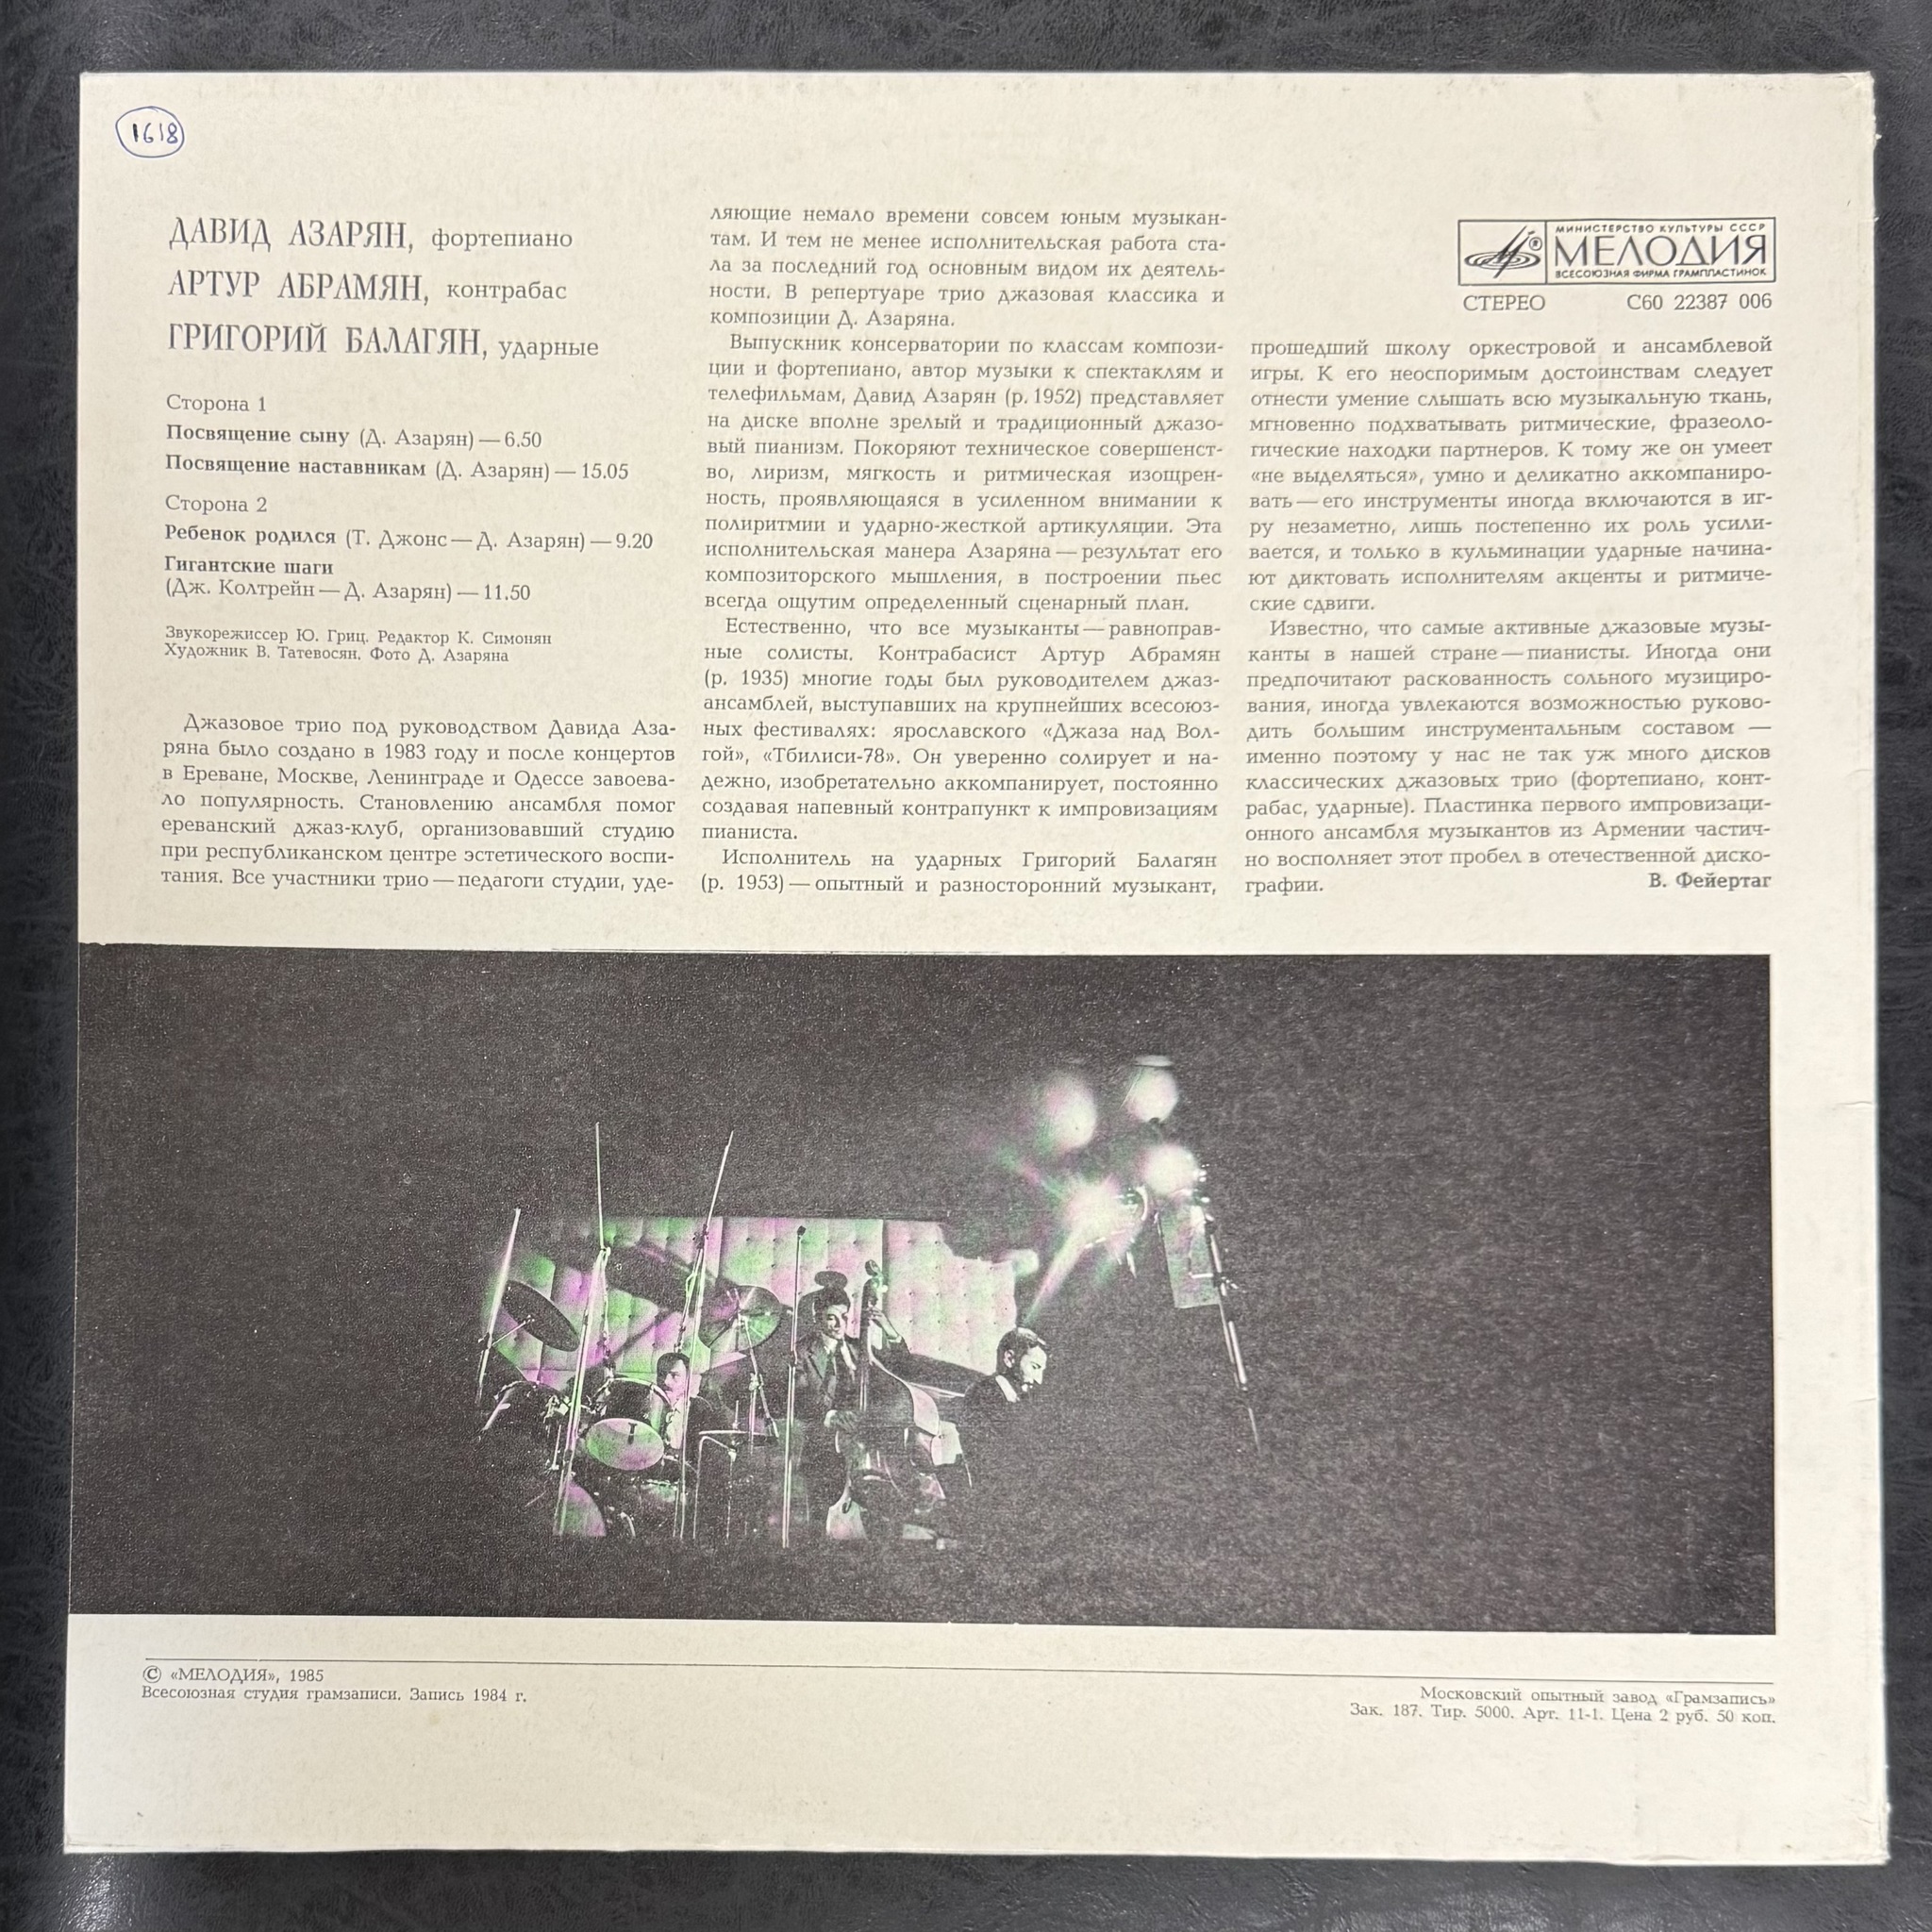 1618
ДАВИД АЗАРЯН, фортепиано
АРТУР АБРАМЯН, контрабас
ГРИГОРИЙ БАЛАГЯН, ударные
Сторона 1
Посвящение сыну (Д. Азарян) — 6.50
Посвящение наставникам (Д. Азарян) — 15.05
Сторона 2
Ребенок родился (Т. Джонс — Д. Азарян) — 9.20
Гигантские шаги
(Дж. Колтрейн — Д. Азарян) — 11.50
Звукорежиссер Ю. Гриц. Редактор К. Симонян
Художник В. Татевосян. Фото Д. Азаряна
Джазовое трио под руководством Давида Аза-
ряна было создано в 1983 году и после концертов
в Ереване, Москве, Ленинграде и Одессе завоева-
ло популярность. Становлению ансамбля помог
ереванский джаз-клуб, организовавший студию
при республиканском центре эстетического воспи-
тания. Все участники трио — педагоги студии, уде-
ляющие немало времени совсем юным музыкан-
там. И тем не менее исполнительская работа ста-
ла за последний год основным видом их деятель-
ности. В репертуаре трио джазовая классика и
композиции Д. Азаряна.
Выпускник консерватории по классам компози-
ции и фортепиано, автор музыки к спектаклям и
телефильмам, Давид Азарян (р. 1952) представляет
на диске вполне зрелый и традиционный джазо-
вый пианизм. Покоряют техническое совершенст-
во, лиризм, мягкость и ритмическая изощрен-
ность, проявляющаяся в усиленном внимании к
полиритмии и ударно-жесткой артикуляции. Эта
исполнительская манера Азаряна — результат его
композиторского мышления, в построении пьес
всегда ощутим определенный сценарный план.
Естественно, что все музыканты — равноправ-
ные солисты. Контрабасист Артур Абрамян
(р. 1935) многие годы был руководителем джаз-
ансамблей, выступавших на крупнейших всесоюз-
ных фестивалях: ярославского «Джаза над Вол-
гой», «Тбилиси-78». Он уверенно солирует и на-
дежно, изобретательно аккомпанирует, постоянно
создавая напевный контрапункт к импровизациям
пианиста.
Исполнитель на ударных Григорий Балагян
(р. 1953) — опытный и разносторонний музыкант,
МИНИСТЕРСТВО КУЛЬТУРЫ СССР
МЕЛОДИЯ
ВСЕСОЮЗНАЯ ФИРМА ГРАМПЛАСТИНОК
СТЕРЕО С60 22387 006
прошедший школу оркестровой и ансамблевой
игры. К его неоспоримым достоинствам следует
отнести умение слышать всю музыкальную ткань,
мгновенно подхватывать ритмические, фразеоло-
гические находки партнеров. К тому же он умеет
«не выделяться», умно и деликатно аккомпаниро-
вать — его инструменты иногда включаются в иг-
ру незаметно, лишь постепенно их роль усили-
вается, и только в кульминации ударные начина-
ют диктовать исполнителям акценты и ритмиче-
ские сдвиги.
Известно, что самые активные джазовые музы-
канты в нашей стране — пианисты. Иногда они
предпочитают раскованность сольного музициро-
вания, иногда увлекаются возможностью руково-
дить большим инструментальным составом —
именно поэтому у нас не так уж много дисков
классических джазовых трио (фортепиано, конт-
рабас, ударные). Пластинка первого импровизаци-
онного ансамбля музыкантов из Армении частич-
но восполняет этот пробел в отечественной диско-
графии.
В. Фейертаг
© «МЕЛОДИЯ», 1985
Всесоюзная студия грамзаписи. Запись 1984 г.
Московский опытный завод «Грамзапись»
Зак. 187. Тир. 5000. Арт. 11-1. Цена 2 руб. 50 коп.